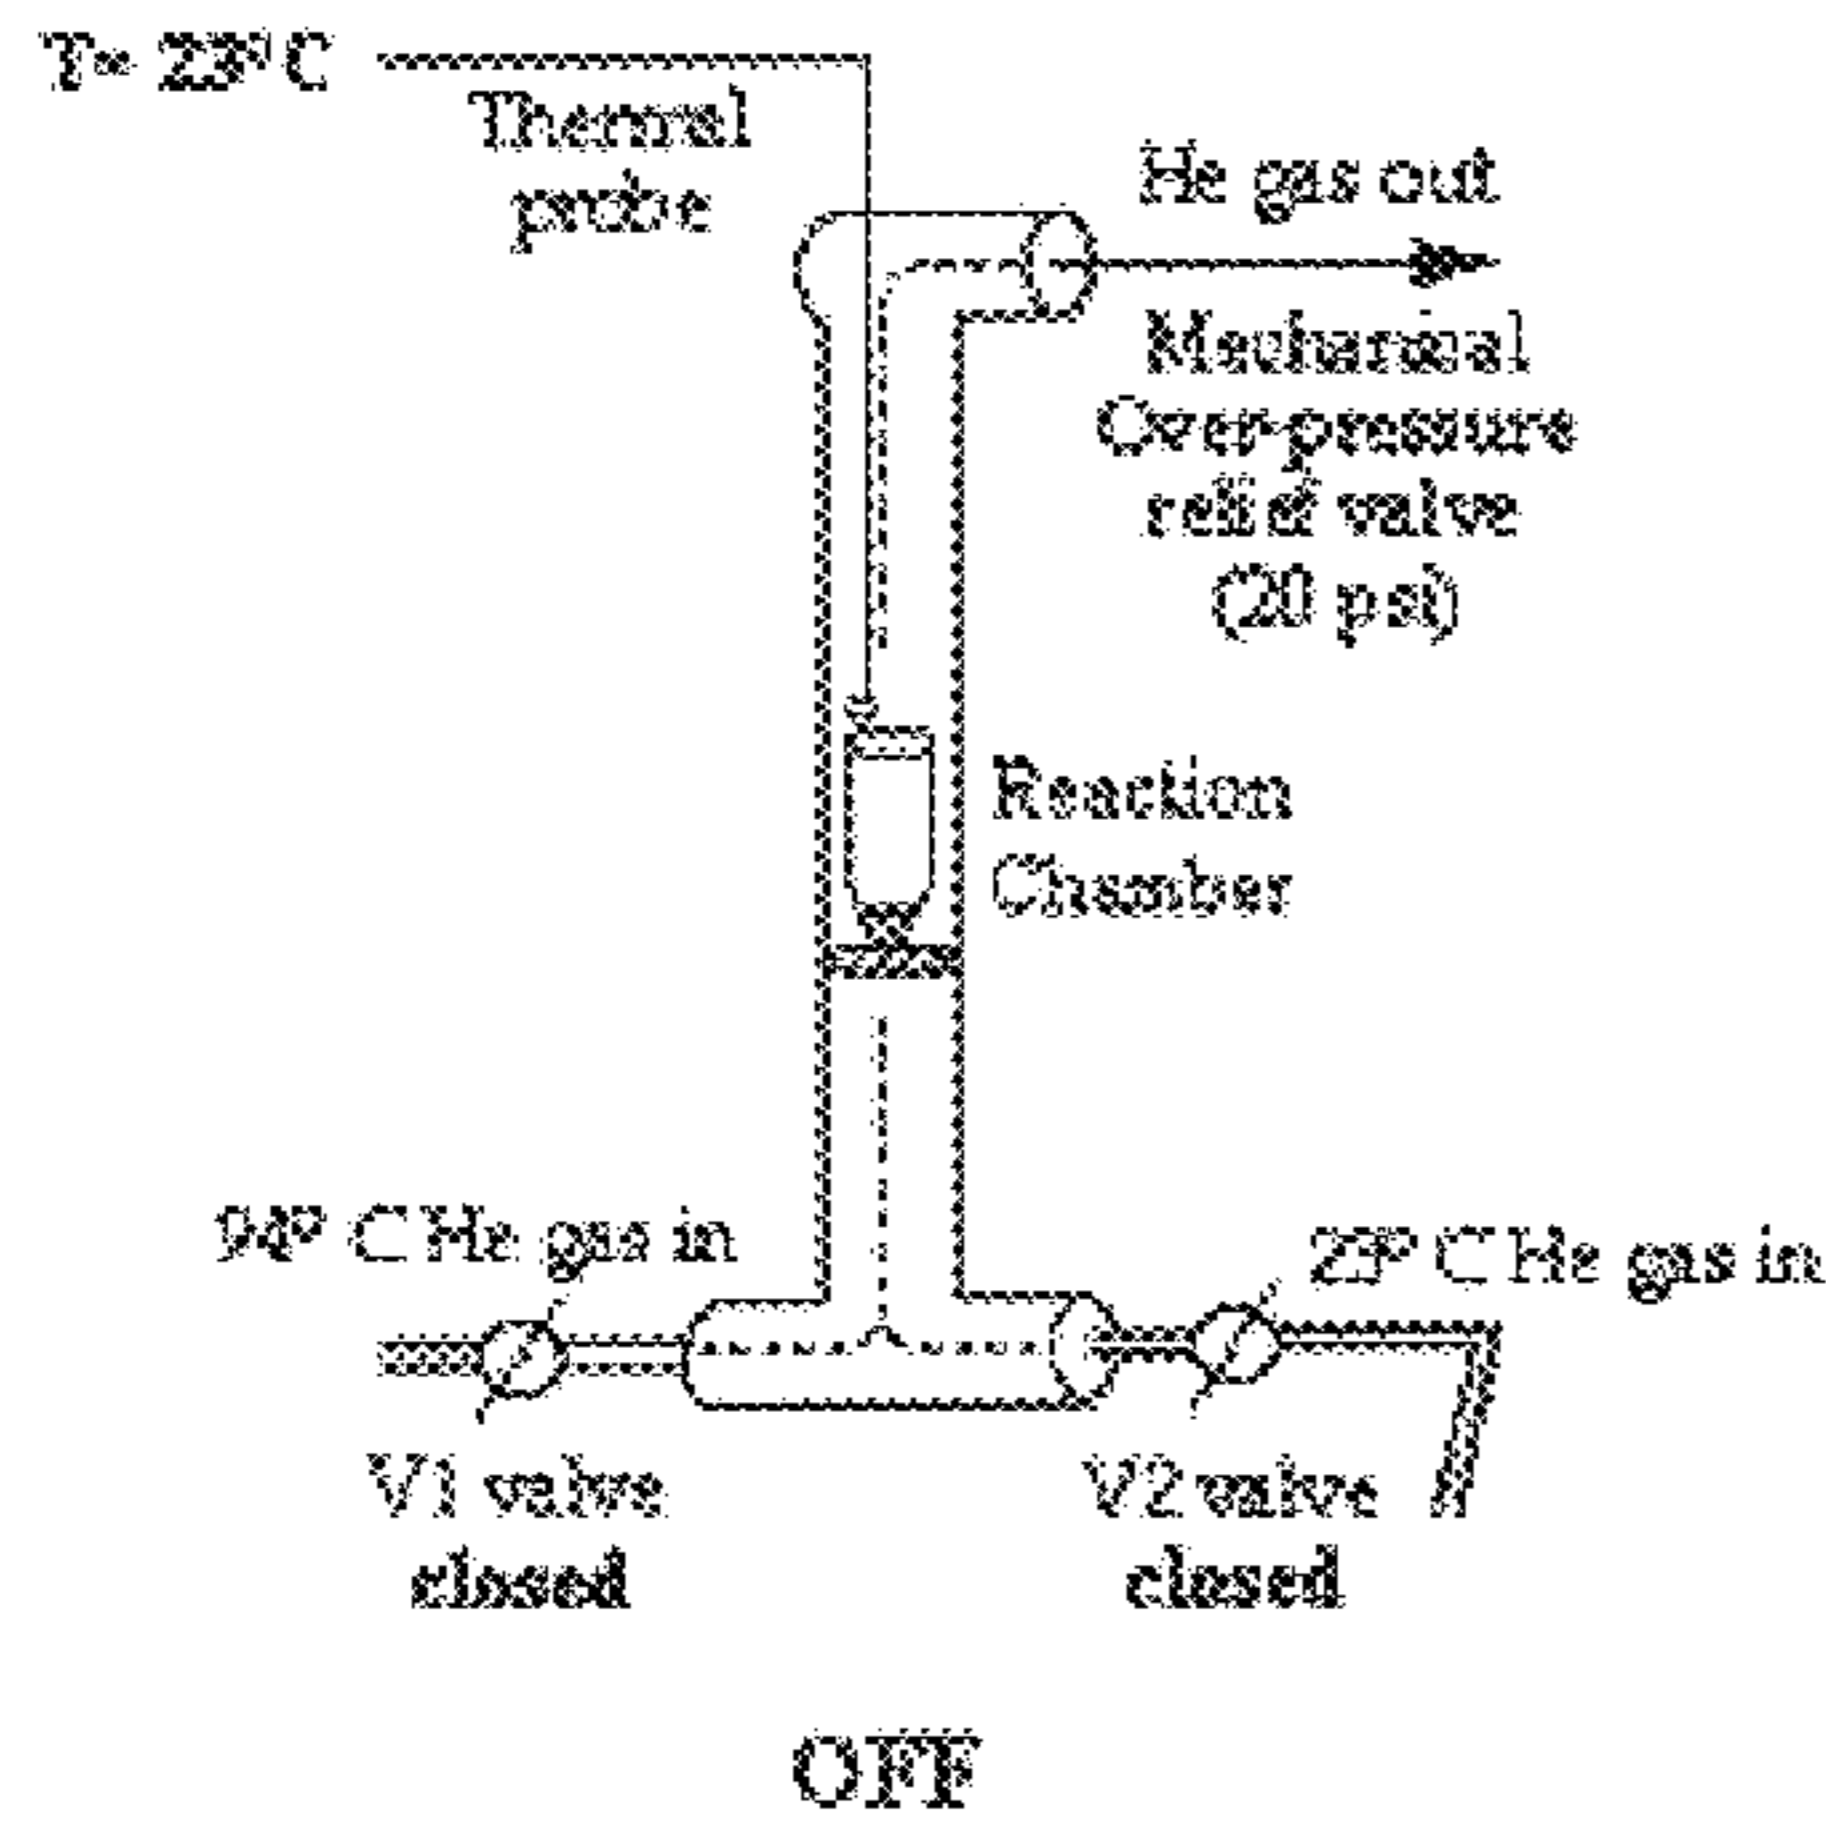 T= 23° C
Thermal
probe
He gas out
Mechanical
Over-pressure
relief valve
(20 psi)
Reaction
Chamber
94° C He gas in
23° C He gas in
V1 valve
closed
V2 valve
closed
OFF